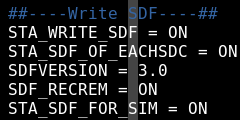 ##----Write SDF----##
STA_WRITE_SDF = ON
STA_SDF_OF_EACHSDC = ON
SDFVERSION = 3.0
SDF_RECREM = ON
STA_SDF_FOR_SIM = ON